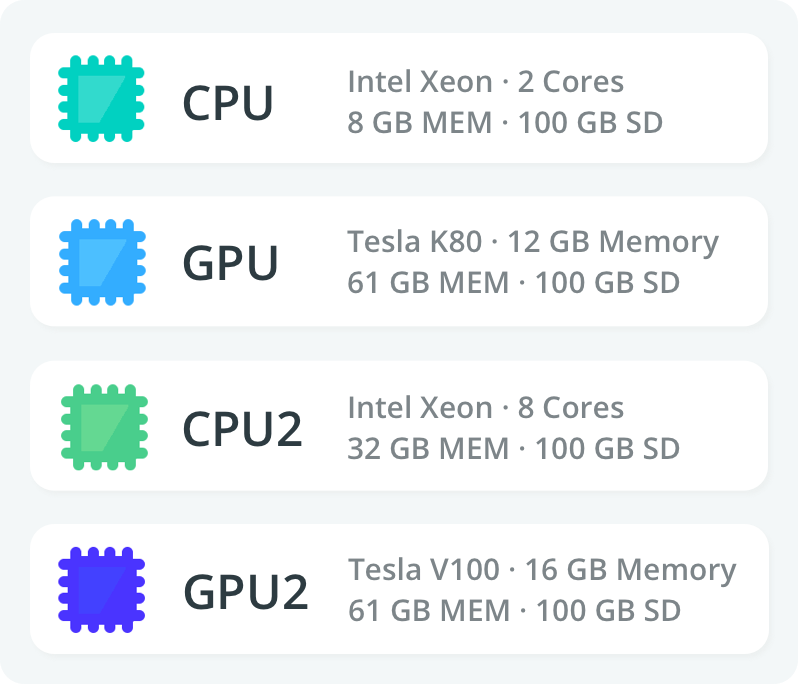 CPU
Intel Xeon · 2 Cores
8 GB MEM · 100 GB SD
GPU
Tesla K80 · 12 GB Memory
61 GB MEM · 100 GB SD
CPU2
Intel Xeon · 8 Cores
32 GB MEM · 100 GB SD
GPU2
Tesla V100 · 16 GB Memory
61 GB MEM · 100 GB SD